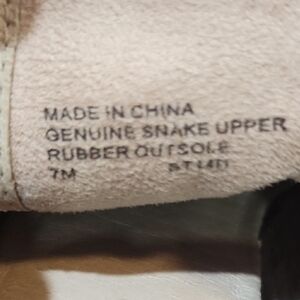 MADE IN CHINA
GENUINE SNAKE UPPER
RUBBER OUTSOLE
7M